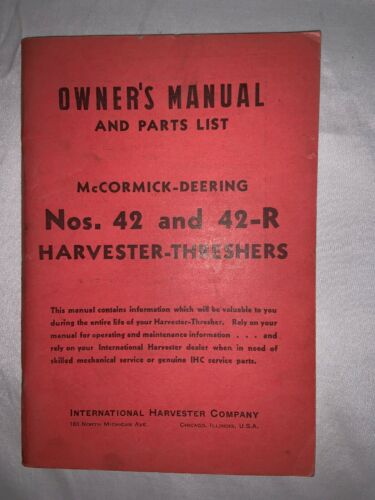 OWNER'S MANUAL
AND PARTS LIST
McCORMICK-DEERING
Nos. 42 and 42-R
HARVESTER-THRESHERS
This manual contains information which will be valuable to you
during the entire life of your Harvester-Thresher. Rely on your
manual for operating and maintenance information . . . and
rely on your International Harvester dealer when in need of
skilled mechanical service or genuine IHC service parts.
INTERNATIONAL HARVESTER COMPANY
180 NORTH MICHIGAN AVE. CHICAGO, ILLINOIS, U.S.A.